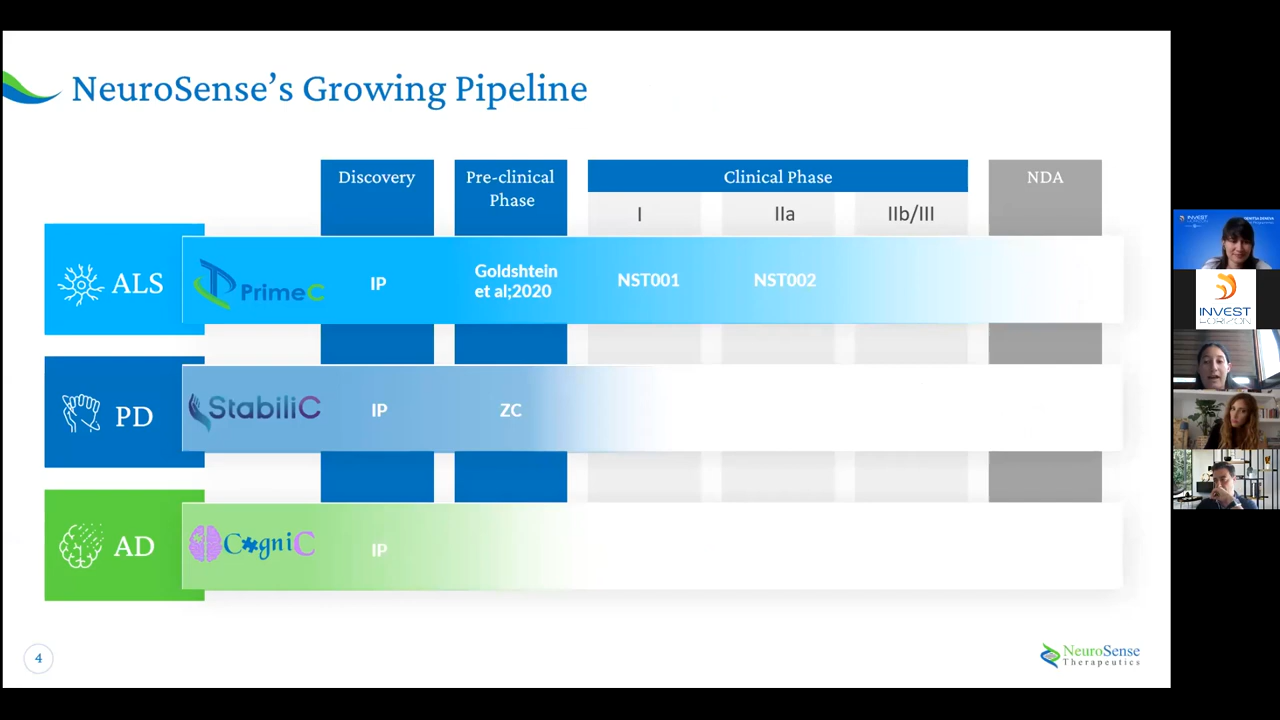 NeuroSense's Growing Pipeline
Discovery
Pre-clinical
Phase
Clinical Phase
NDA
I
IIa
IIb/III
ALS
PrimeC
IP
Goldshtein
et al;2020
NST001
NST002
PD
StabiliC
IP
ZC
AD
CogniC
IP
4
NeuroSense
Therapeutics
INVEST
INVEST
HORIZON